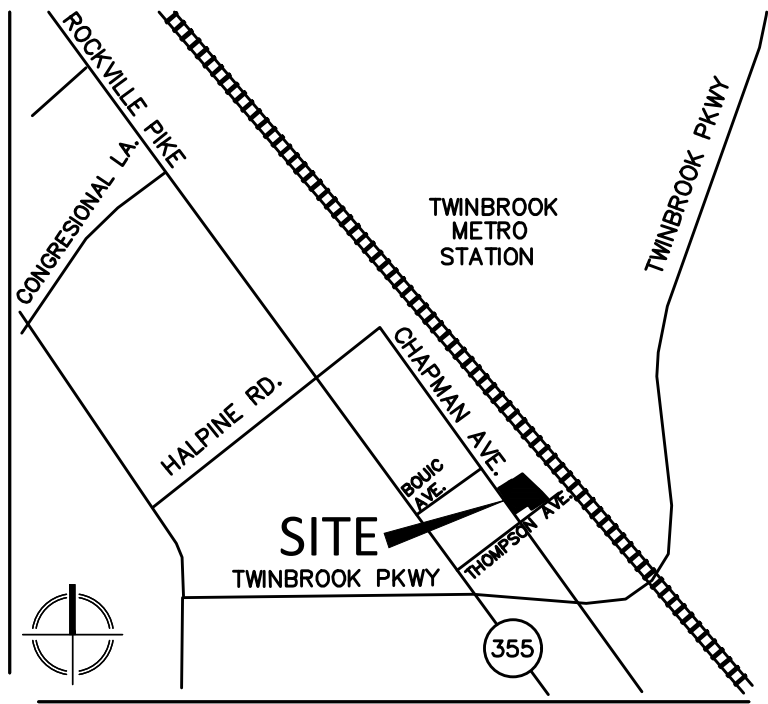 ROCKVILLE PIKE
CONGRESIONAL LA.
TWINBROOK PKWY
TWINBROOK
METRO
STATION
CHAPMAN AVE.
HALPINE RD.
BOUIC
AVE.
SITE
THOMPSON AVE.
TWINBROOK PKWY
355